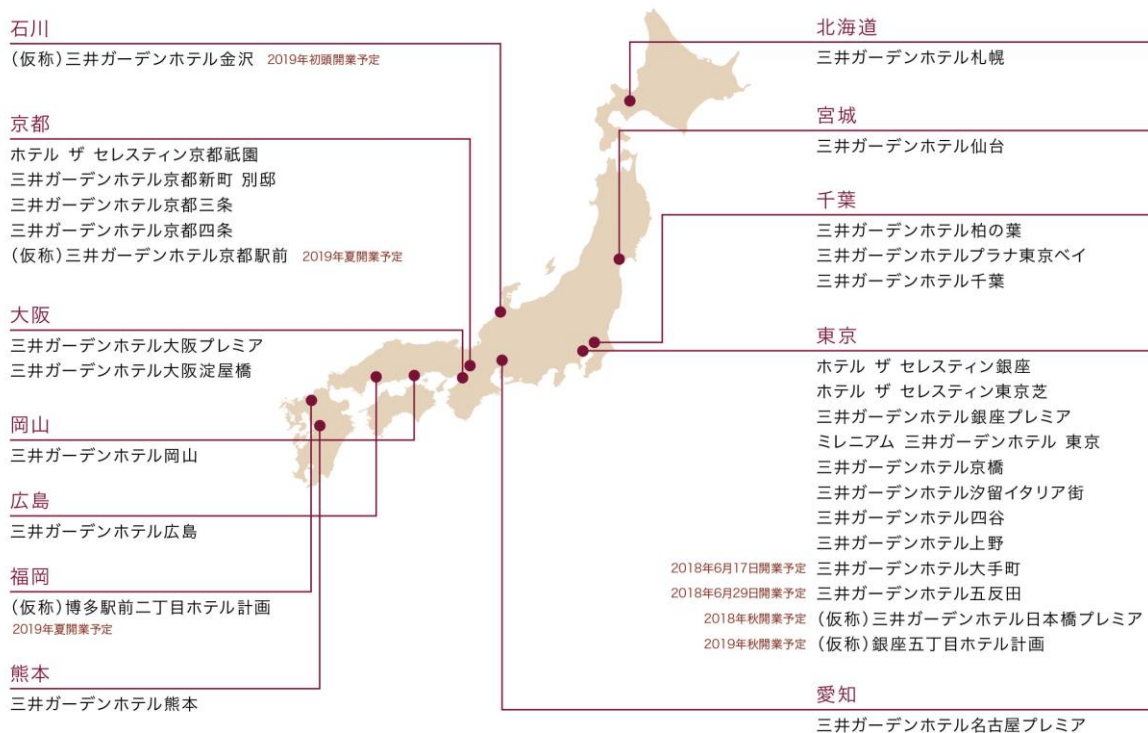 石川
(仮称)三井ガーデンホテル金沢 2019年初頭開業予定
京都
ホテル ザ セレスティン京都祇園
三井ガーデンホテル京都新町 別邸
三井ガーデンホテル京都三条
三井ガーデンホテル京都四条
(仮称)三井ガーデンホテル京都駅前 2019年夏開業予定
大阪
三井ガーデンホテル大阪プレミア
三井ガーデンホテル大阪淀屋橋
岡山
三井ガーデンホテル岡山
広島
三井ガーデンホテル広島
福岡
(仮称)博多駅前二丁目ホテル計画
2019年夏開業予定
熊本
三井ガーデンホテル熊本
北海道
三井ガーデンホテル札幌
宮城
三井ガーデンホテル仙台
千葉
三井ガーデンホテル柏の葉
三井ガーデンホテルプラナ東京ベイ
三井ガーデンホテル千葉
東京
ホテル ザ セレスティン銀座
ホテル ザ セレスティン東京芝
三井ガーデンホテル銀座プレミア
ミレニアム 三井ガーデンホテル 東京
三井ガーデンホテル京橋
三井ガーデンホテル汐留イタリア街
三井ガーデンホテル四谷
三井ガーデンホテル上野
2018年6月17日開業予定 三井ガーデンホテル大手町
2018年6月29日開業予定 三井ガーデンホテル五反田
2018年秋開業予定 (仮称)三井ガーデンホテル日本橋プレミア
2019年秋開業予定 (仮称)銀座五丁目ホテル計画
愛知
三井ガーデンホテル名古屋プレミア